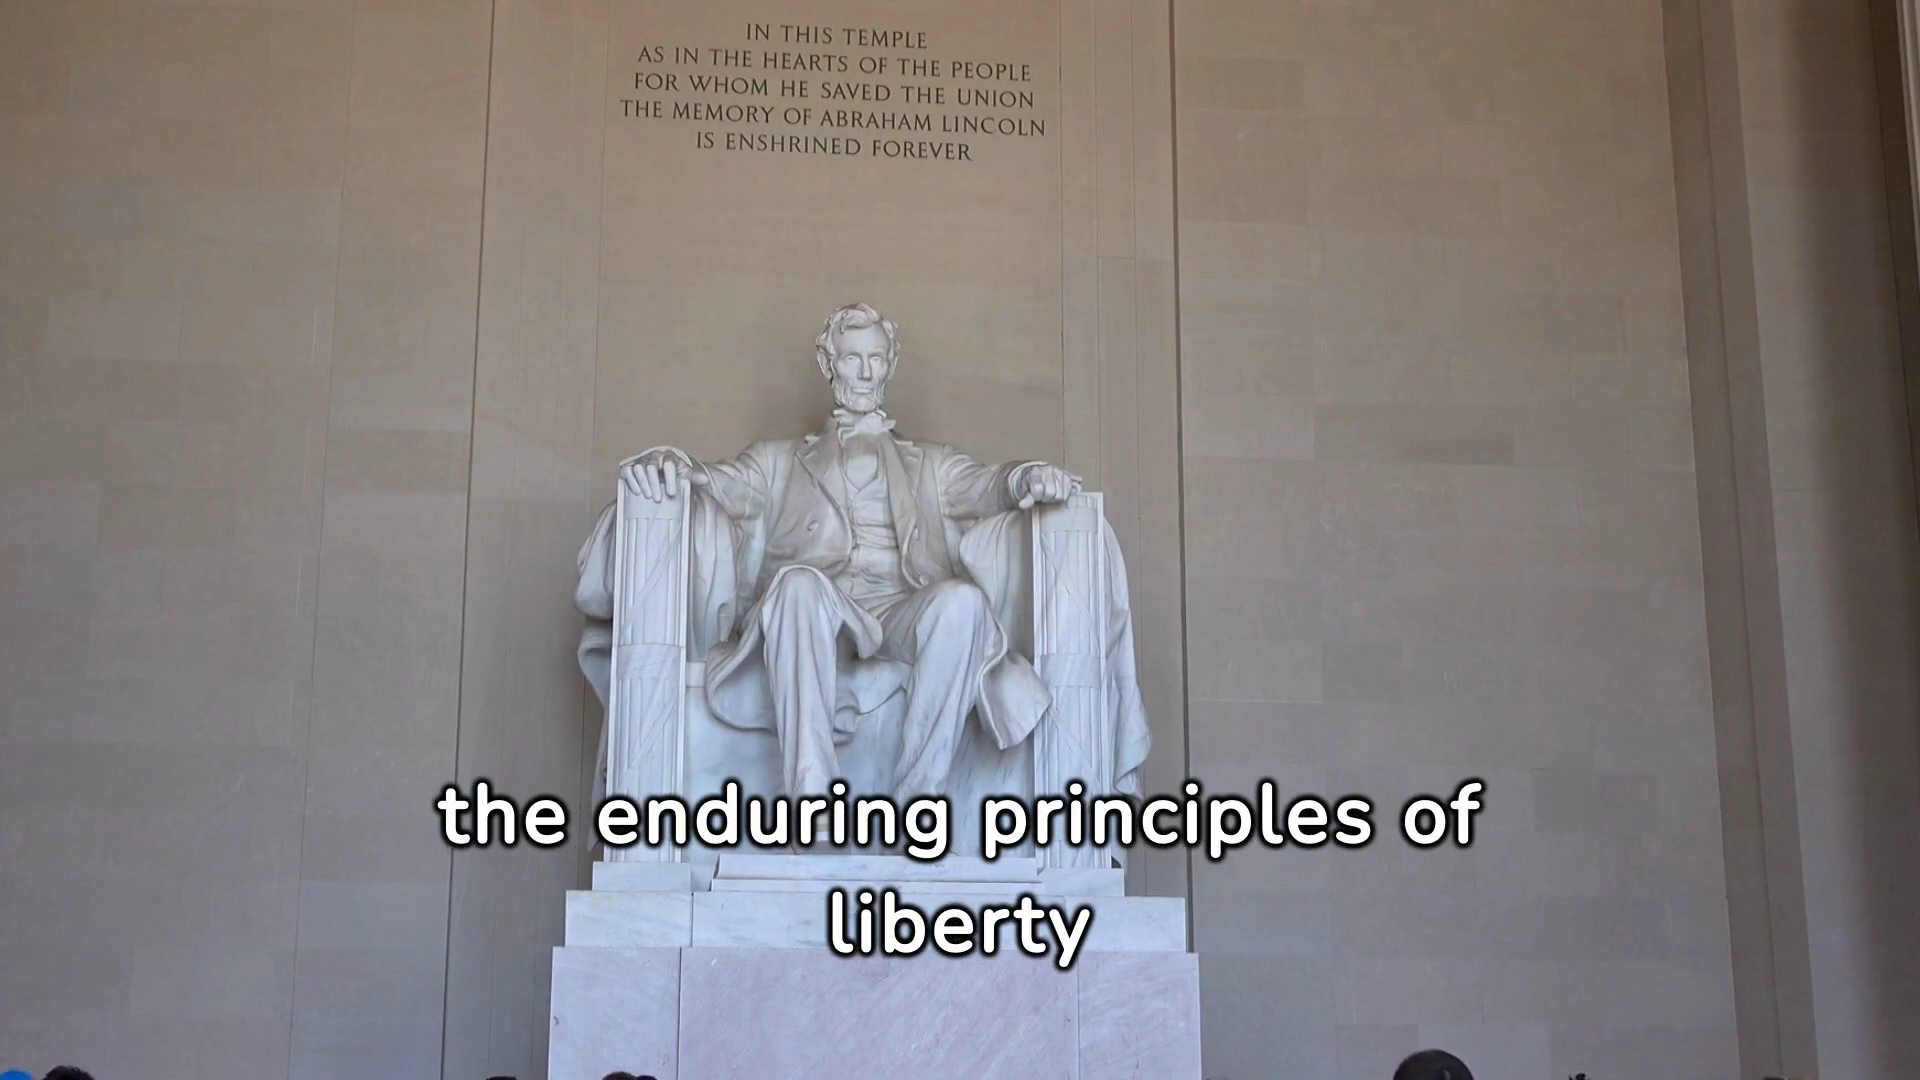 IN THIS TEMPLE
AS IN THE HEARTS OF THE PEOPLE
FOR WHOM HE SAVED THE UNION
THE MEMORY OF ABRAHAM LINCOLN
IS ENSHRINED FOREVER
the enduring principles of
liberty